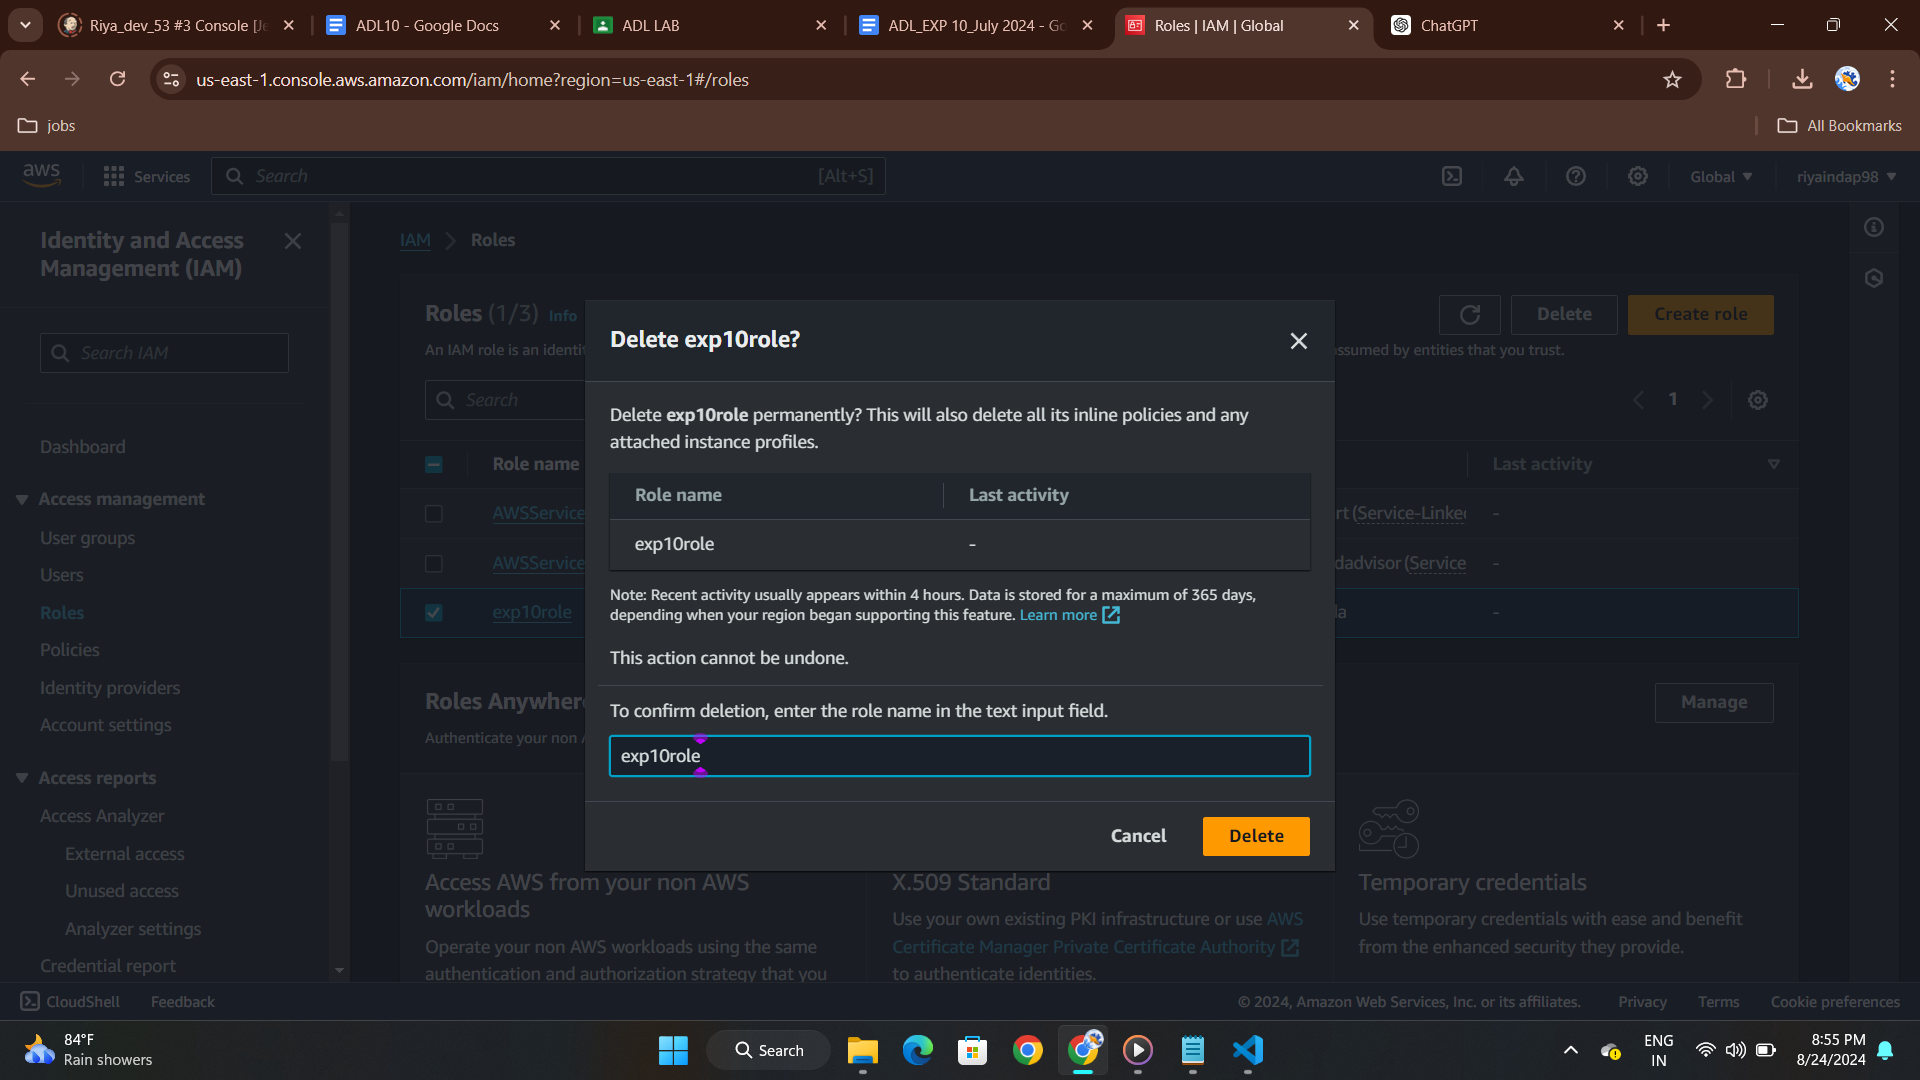 Riya_dev_53 #3 Console [Je
ADL10 - Google Docs
ADL LAB
ADL_EXP 10_July 2024 - Go
Roles | IAM | Global
ChatGPT
us-east-1.console.aws.amazon.com/iam/home?region=us-east-1#/roles
jobs
All Bookmarks
aws
Services
Search
[Alt+S]
Global
riyaindap98
Identity and Access
Management (IAM)
Search IAM
Dashboard
Access management
User groups
Users
Roles
Policies
Identity providers
Account settings
Access reports
Access Analyzer
External access
Unused access
Analyzer settings
Credential report
IAM
Roles
Roles (1/3) Info
Delete
Create role
An IAM role is an identi
ssumed by entities that you trust.
Search
1
Role name
Last activity
AWSService
rt (Service-Linked
-
AWSService
dadvisor (Service
-
exp10role
-
Roles Anywher
Manage
Authenticate your non
Access AWS from your non AWS
workloads
Operate your non AWS workloads using the same
authentication and authorization strategy that you
X.509 Standard
Use your own existing PKI infrastructure or use AWS
Certificate Manager Private Certificate Authority
to authenticate identities.
Temporary credentials
Use temporary credentials with ease and benefit
from the enhanced security they provide.
Delete exp10role?
Delete exp10role permanently? This will also delete all its inline policies and any
attached instance profiles.
Role name
Last activity
exp10role
-
Note: Recent activity usually appears within 4 hours. Data is stored for a maximum of 365 days,
depending when your region began supporting this feature. Learn more
This action cannot be undone.
To confirm deletion, enter the role name in the text input field.
exp10role
Cancel
Delete
CloudShell
Feedback
© 2024, Amazon Web Services, Inc. or its affiliates.
Privacy
Terms
Cookie preferences
84°F
Rain showers
Search
ENG
IN
8:55 PM
8/24/2024